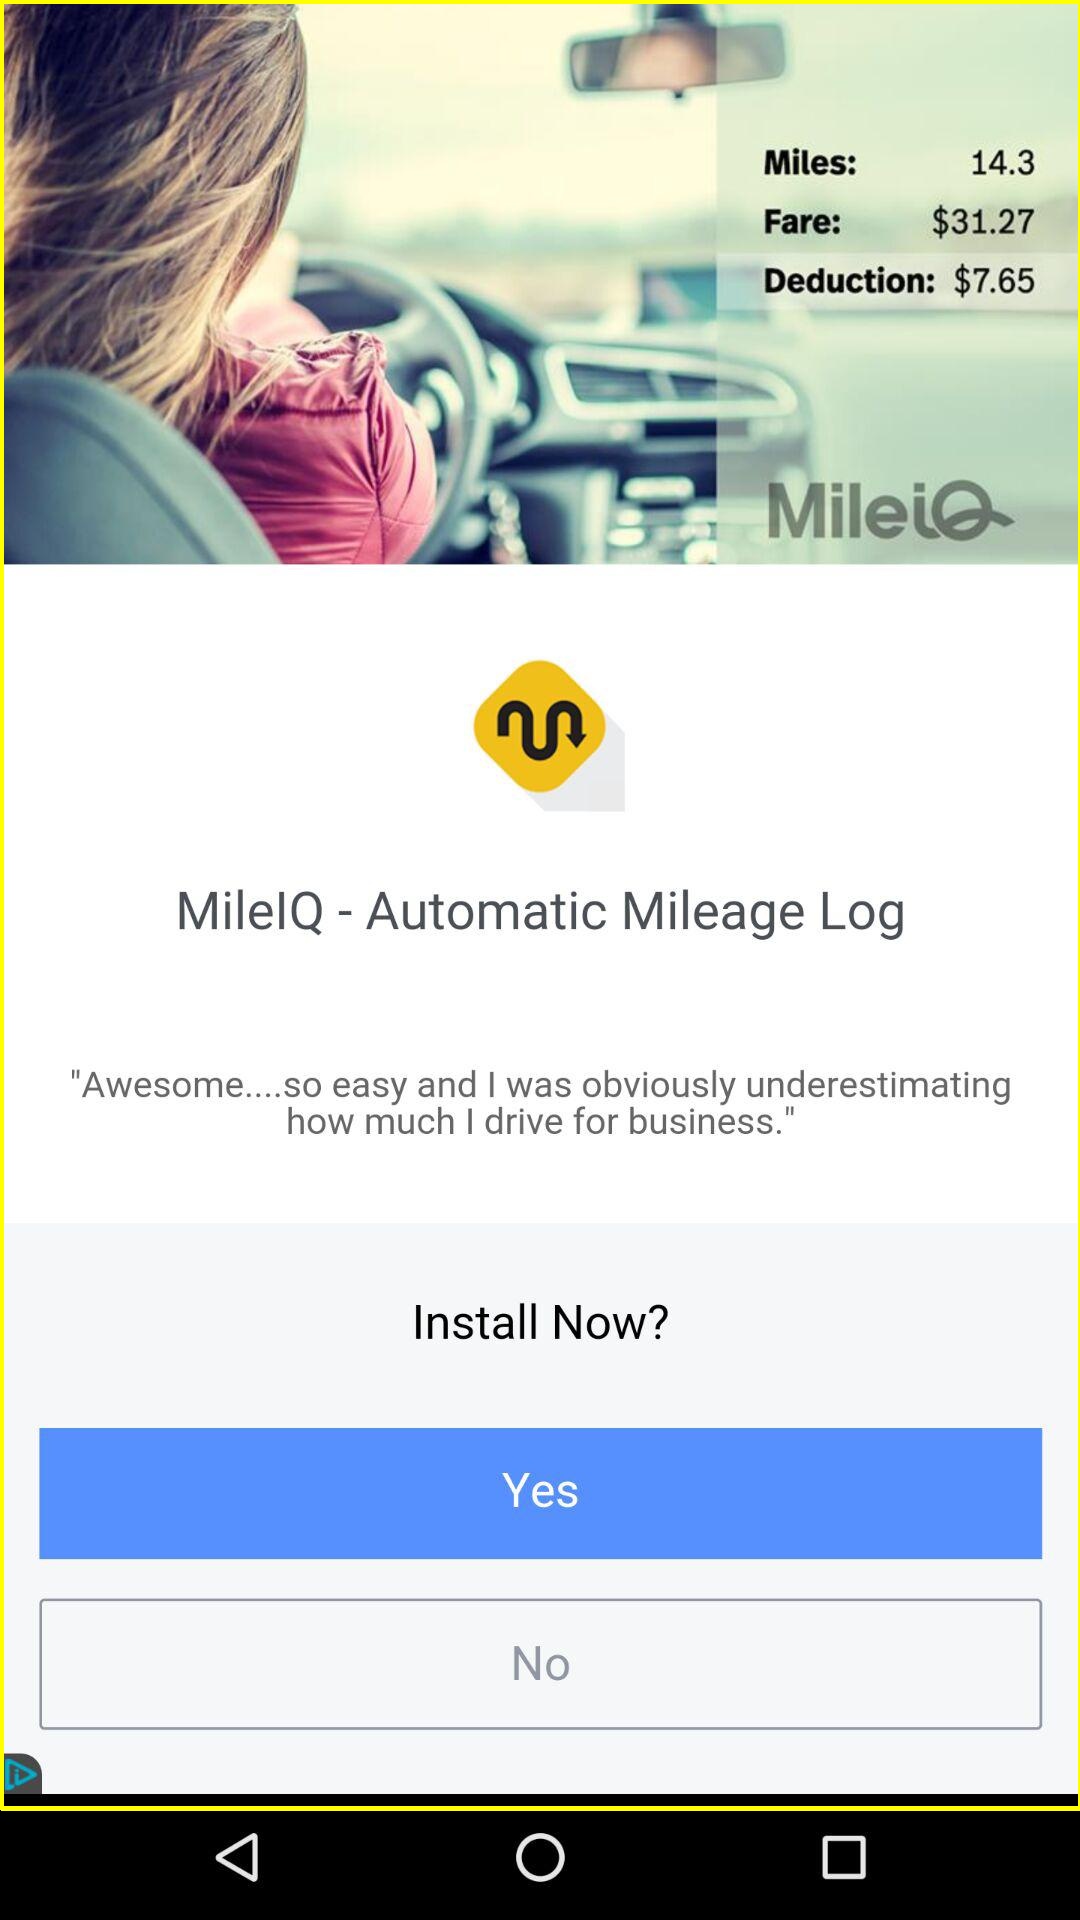 Miles: 14.3
Fare: $31.27
Deduction: $7.65
MileiQ
MileIQ - Automatic Mileage Log
"Awesome....so easy and I was obviously underestimating
how much I drive for business."
Install Now?
Yes
No